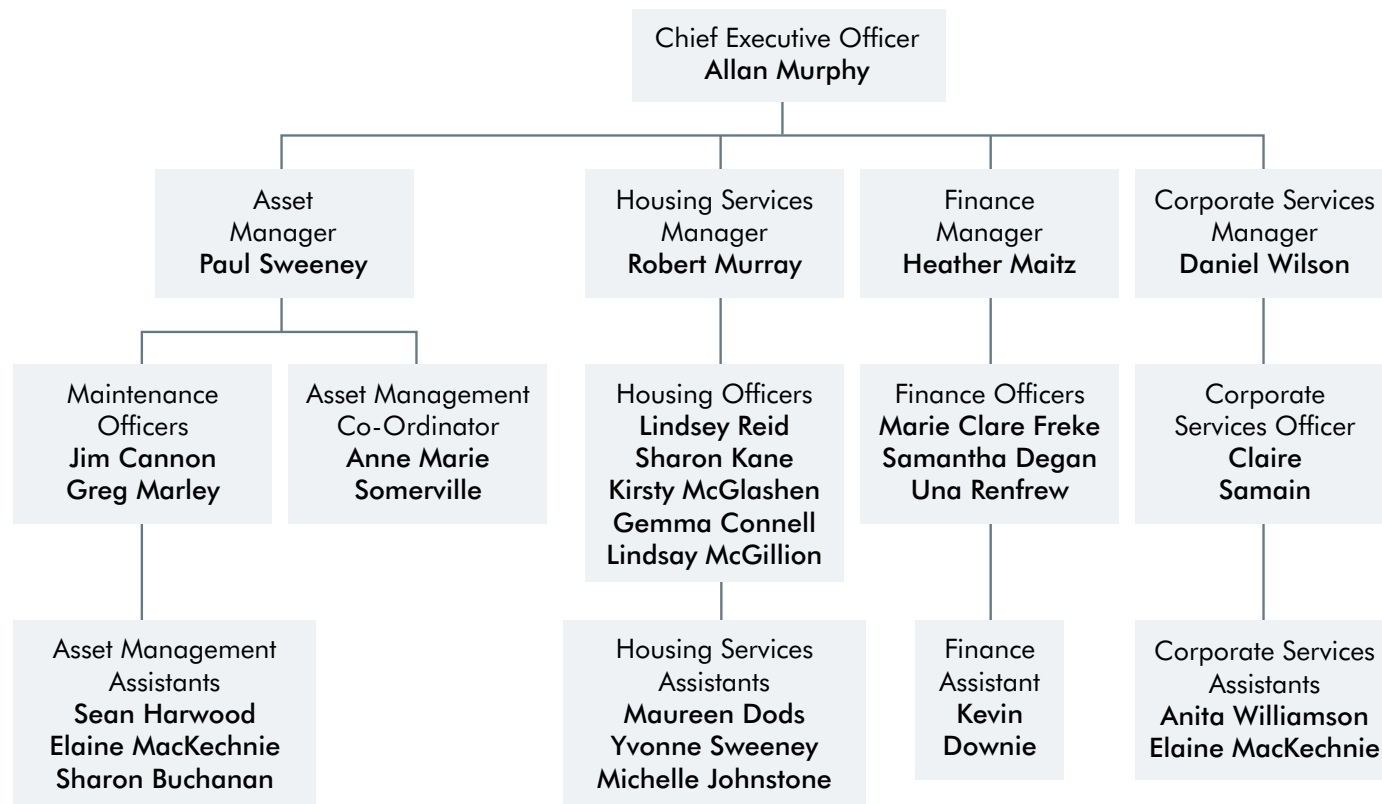 Chief Executive Officer
Allan Murphy
Asset
Manager
Paul Sweeney
Housing Services
Manager
Robert Murray
Finance
Manager
Heather Maitz
Corporate Services
Manager
Daniel Wilson
Maintenance
Officers
Jim Cannon
Greg Marley
Asset Management
Co-Ordinator
Anne Marie
Somerville
Housing Officers
Lindsey Reid
Sharon Kane
Kirsty McGlashen
Gemma Connell
Lindsay McGillion
Finance Officers
Marie Clare Freke
Samantha Degan
Una Renfrew
Corporate
Services Officer
Claire
Samain
Asset Management
Assistants
Sean Harwood
Elaine MacKechnie
Sharon Buchanan
Housing Services
Assistants
Maureen Dods
Yvonne Sweeney
Michelle Johnstone
Finance
Assistant
Kevin
Downie
Corporate Services
Assistants
Anita Williamson
Elaine MacKechnie